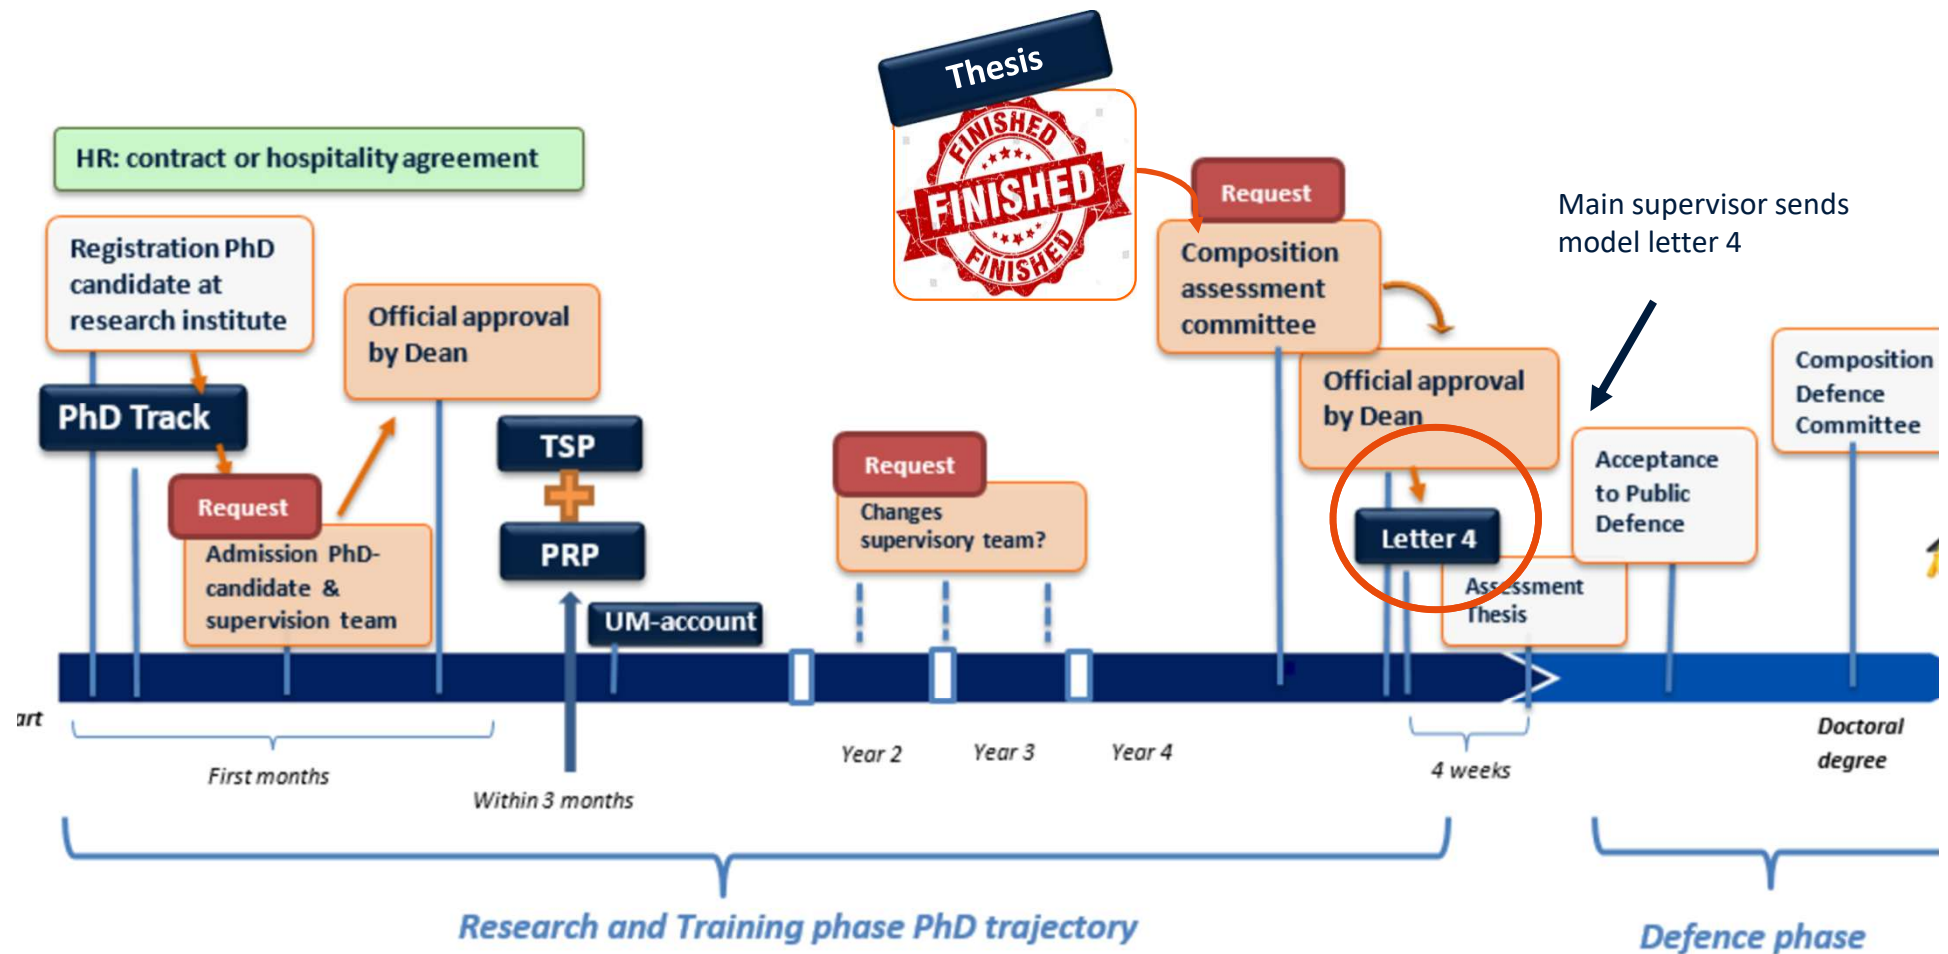 Thesis
FINISHED
FINISHED
FINISHED
HR: contract or hospitality agreement
Registration PhD
candidate at
research institute
PhD Track
Request
Admission PhD-
candidate &
supervision team
Official approval
by Dean
TSP
PRP
UM-account
Request
Changes
supervisory team?
Request
Composition
assessment
committee
Official approval
by Dean
Letter 4
Assessment
Thesis
Main supervisor sends
model letter 4
Acceptance
to Public
Defence
Composition
Defence
Committee
art
First months
Within 3 months
Year 2
Year 3
Year 4
4 weeks
Doctoral
degree
Research and Training phase PhD trajectory
Defence phase